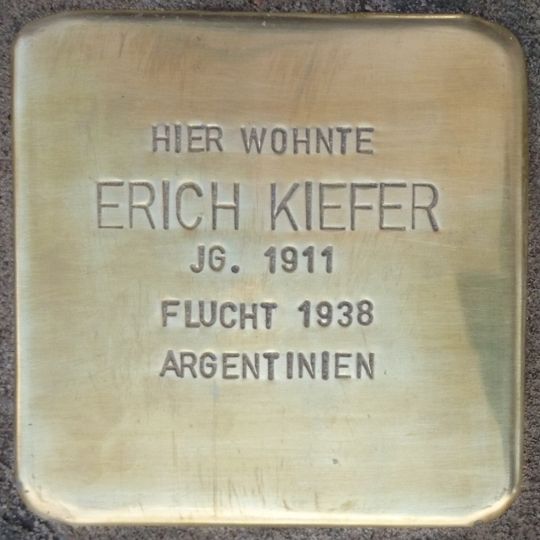 HIER WOHNTE
ERICH KIEFER
JG. 1911
FLUCHT 1938
ARGENTINIEN